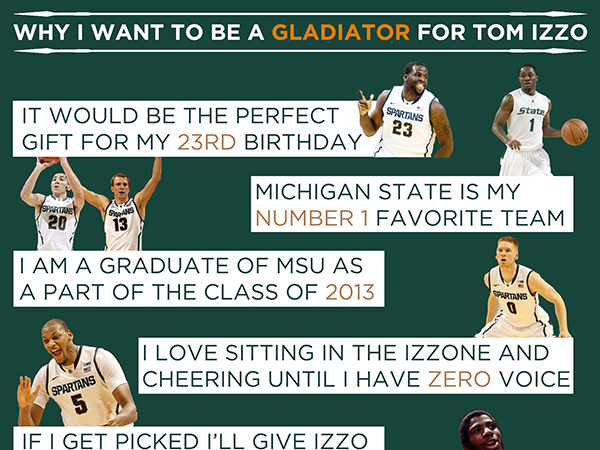 WHY I WANT TO BE A GLADIATOR FOR TOM IZZO
IT WOULD BE THE PERFECT
GIFT FOR MY 23RD BIRTHDAY
SPARTANS
23
State
1
SPARTANS
20
SPARTANS
13
MICHIGAN STATE IS MY
NUMBER 1 FAVORITE TEAM
I AM A GRADUATE OF MSU AS
A PART OF THE CLASS OF 2013
SPARTANS
0
SPARTANS
5
I LOVE SITTING IN THE IZZONE AND
CHEERING UNTIL I HAVE ZERO VOICE
IF I GET PICKED I'LL GIVE IZZO